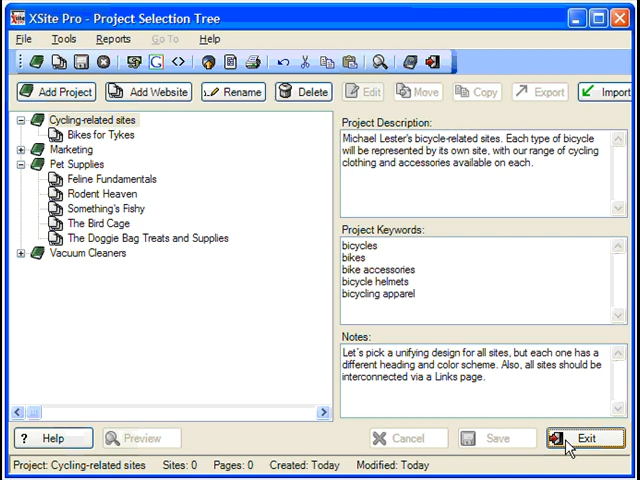 XSite Pro - Project Selection Tree
File Tools Reports Go To Help
Add Project Add Website Rename Delete Edit Move Copy Export Import
Cycling-related sites
Bikes for Tykes
Marketing
Pet Supplies
Feline Fundamentals
Rodent Heaven
Something's Fishy
The Bird Cage
The Doggie Bag Treats and Supplies
Vacuum Cleaners
Project Description:
Michael Lester's bicycle-related sites. Each type of bicycle
will be represented by its own site, with our range of cycling
clothing and accessories available on each.
Project Keywords:
bicycles
bikes
bike accessories
bicycle helmets
bicycling apparel
Notes:
Let's pick a unifying design for all sites, but each one has a
different heading and color scheme. Also, all sites should be
interconnected via a Links page.
? Help Preview Cancel Save Exit
Project: Cycling-related sites Sites: 0 Pages: 0 Created: Today Modified: Today